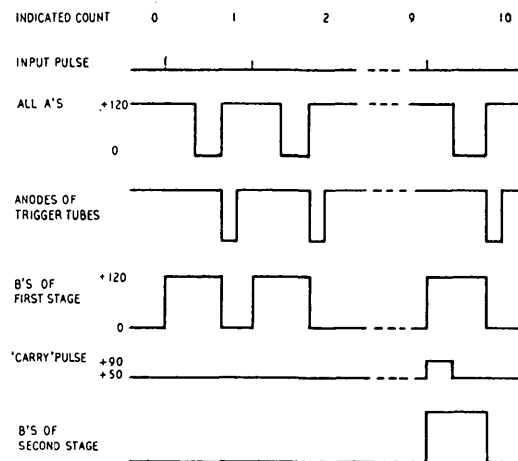 INDICATED COUNT 0 1 2 9 10
INPUT PULSE
ALL A'S +120
0
ANODES OF
TRIGGER TUBES
B'S OF +120
FIRST STAGE
0
'CARRY' PULSE +90
+50
B'S OF
SECOND STAGE